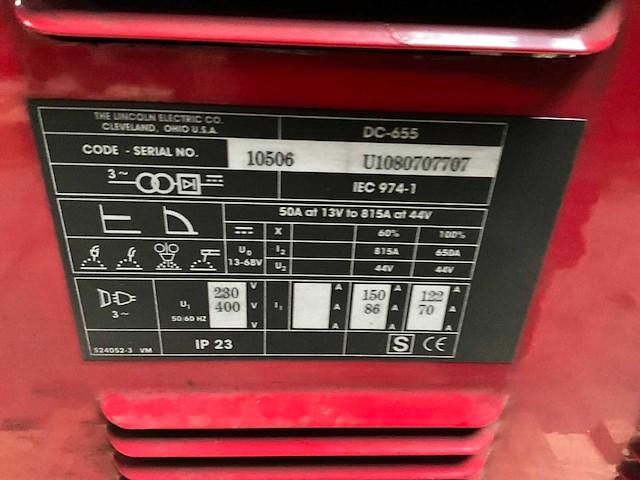 THE LINCOLN ELECTRIC CO.
CLEVELAND, OHIO U.S.A.
DC-655
CODE - SERIAL NO.
10506 U1080707707
3~
IEC 974-1
50A at 13V to 815A at 44V
X 60% 100%
U0 13-68V
I2 815A 650A
U2 44V 44V
3~
U1 50/60 HZ
230 V
400 V
V
I1
A 150 A 122 A
A 86 A 70 A
A A A
S24052-3 VM
IP 23
S CE